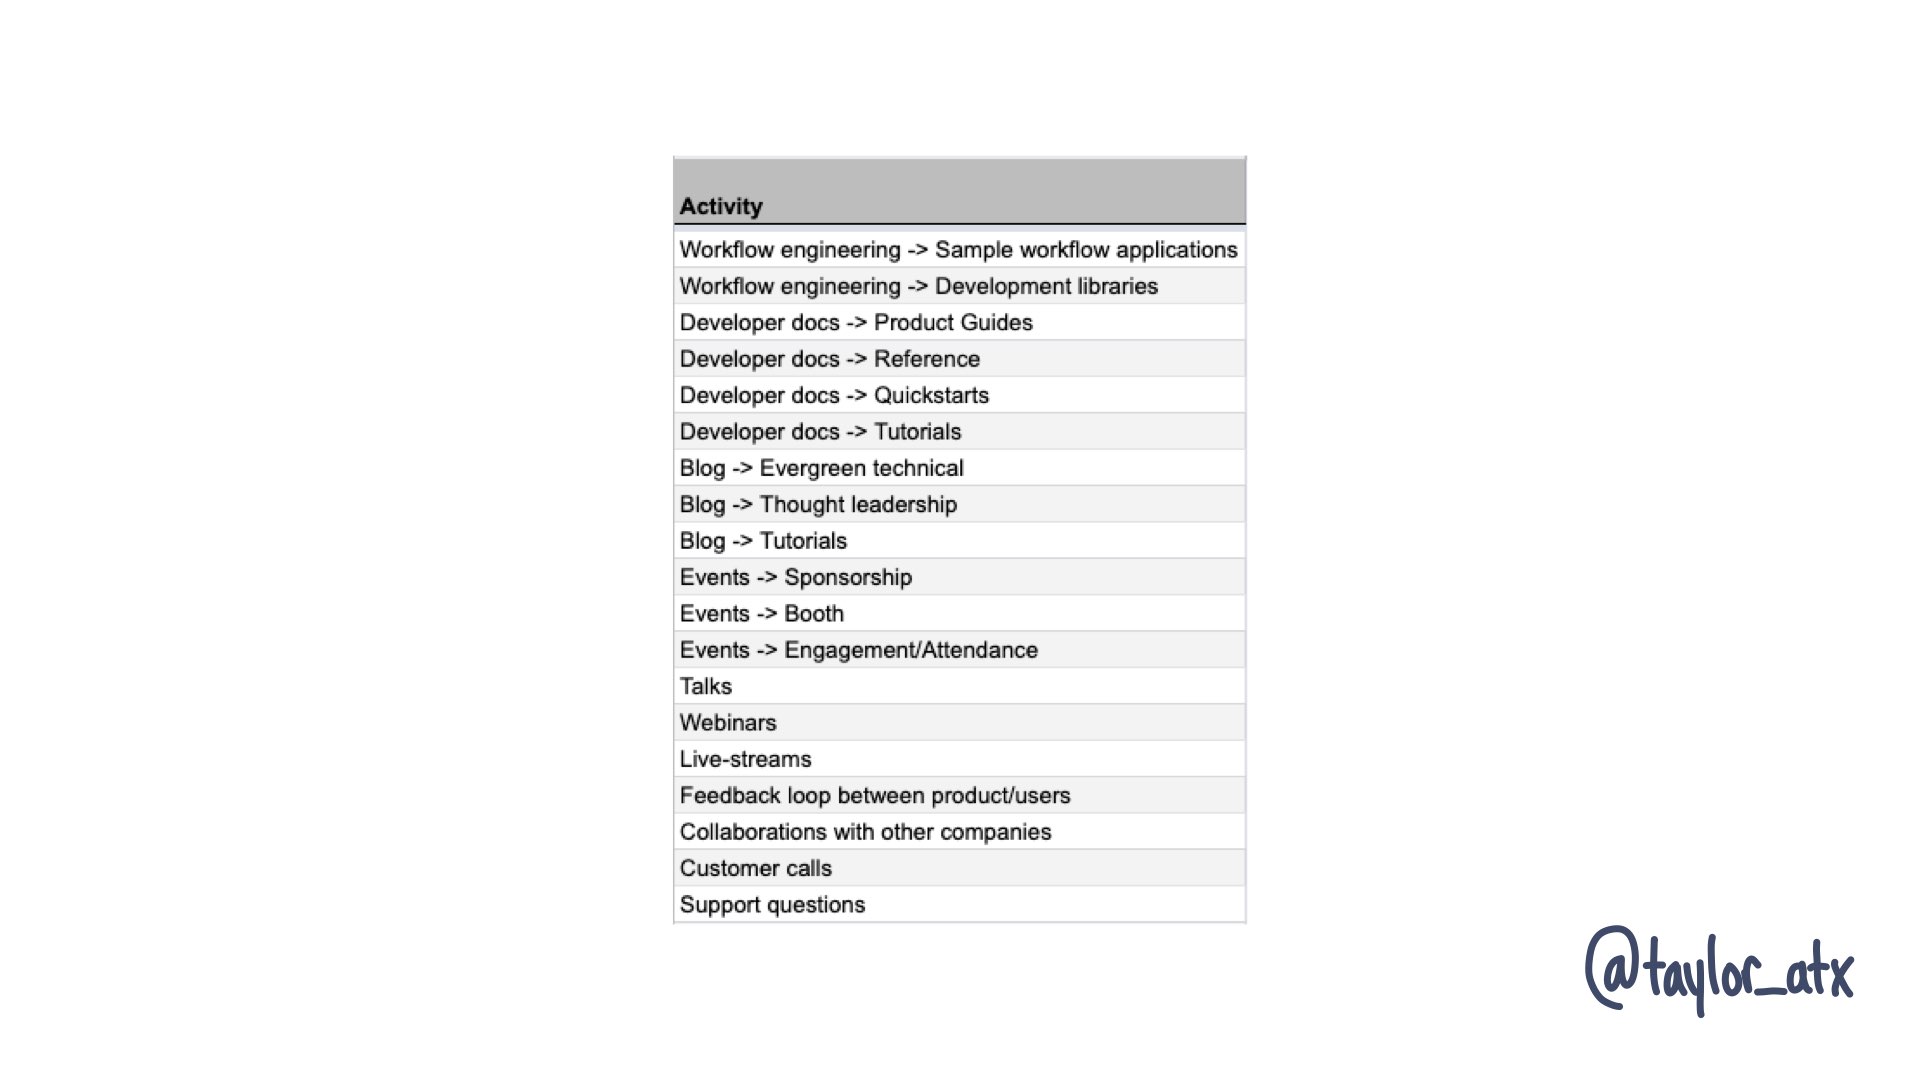 Activity
Workflow engineering -> Sample workflow applications
Workflow engineering -> Development libraries
Developer docs -> Product Guides
Developer docs -> Reference
Developer docs -> Quickstarts
Developer docs -> Tutorials
Blog -> Evergreen technical
Blog -> Thought leadership
Blog -> Tutorials
Events -> Sponsorship
Events -> Booth
Events -> Engagement/Attendance
Talks
Webinars
Live-streams
Feedback loop between product/users
Collaborations with other companies
Customer calls
Support questions
@taylor_atx